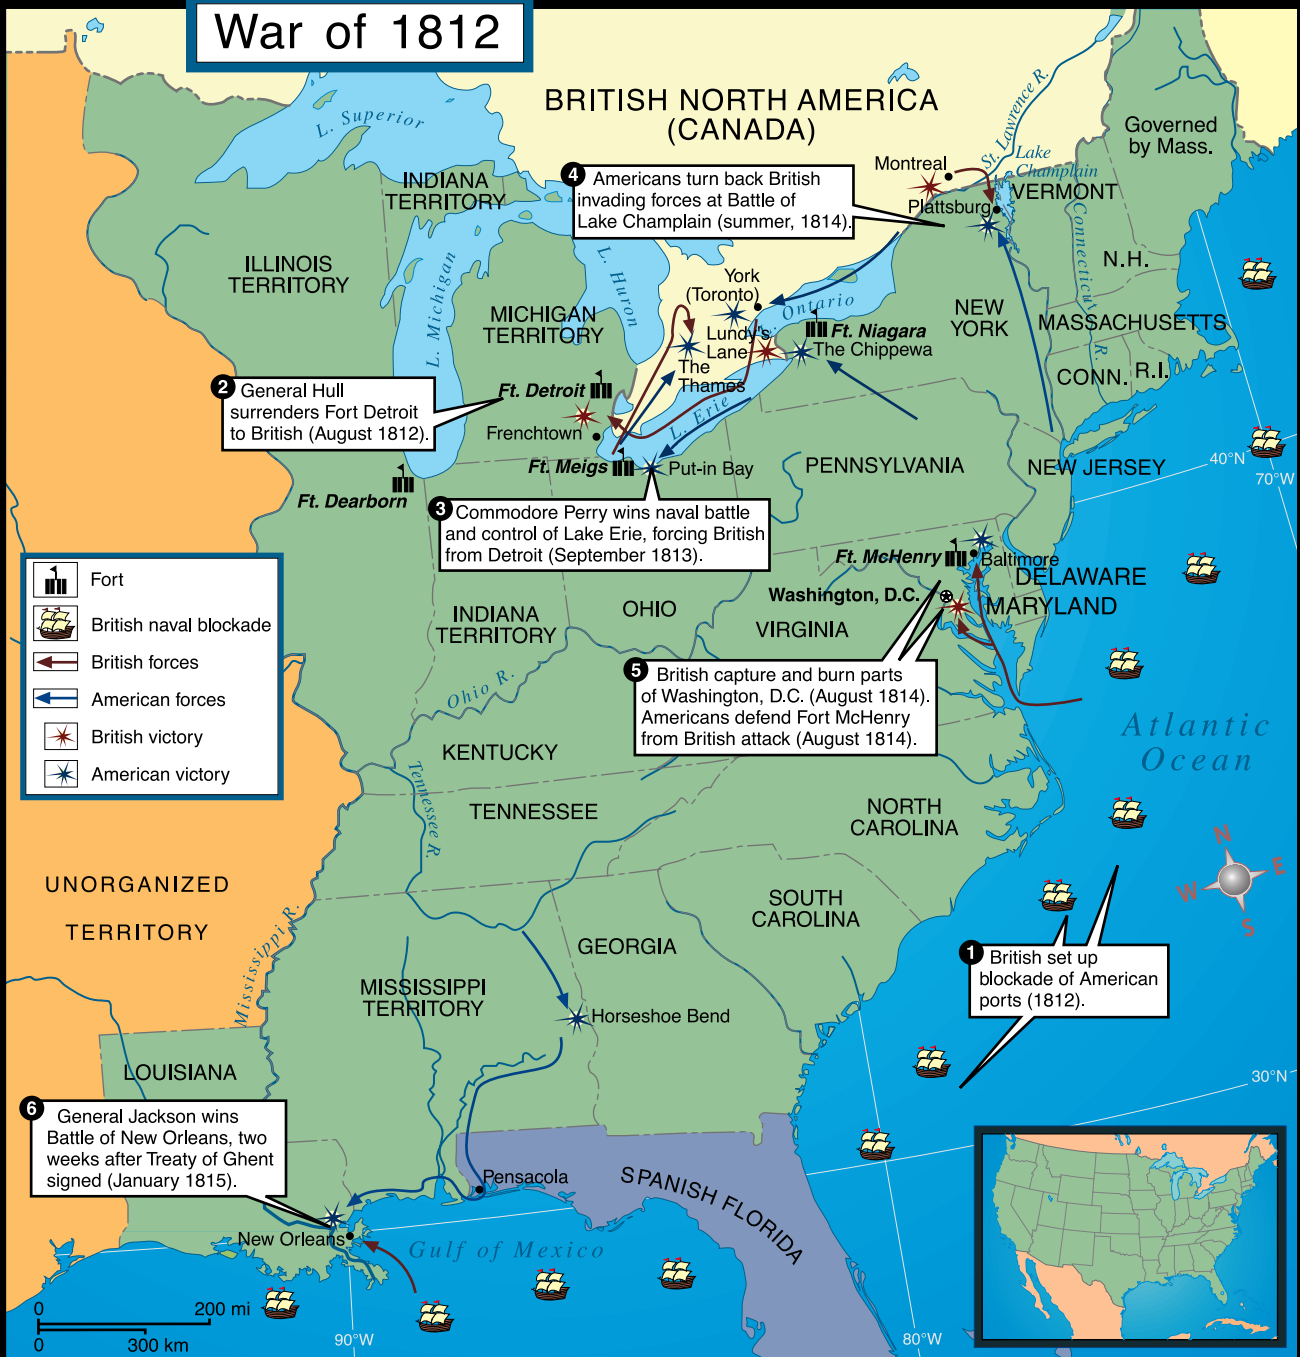 War of 1812
BRITISH NORTH AMERICA
(CANADA)
St. Lawrence R.
Governed
by Mass.
L. Superior
Montreal
Lake
Champlain
4 Americans turn back British
invading forces at Battle of
Lake Champlain (summer, 1814).
INDIANA
TERRITORY
VERMONT
Plattsburg
Connecticut R.
N.H.
ILLINOIS
TERRITORY
L. Michigan
L. Huron
York
(Toronto)
L. Ontario
MICHIGAN
TERRITORY
NEW
YORK
MASSACHUSETTS
Ft. Niagara
Lundy's
Lane
The Chippewa
The
Thames
CONN.
R.I.
2 General Hull
surrenders Fort Detroit
to British (August 1812).
Ft. Detroit
L. Erie
Frenchtown
Ft. Meigs
Put-in Bay
PENNSYLVANIA
NEW JERSEY
40°N
70°W
Ft. Dearborn
3 Commodore Perry wins naval battle
and control of Lake Erie, forcing British
from Detroit (September 1813).
Ft. McHenry
Baltimore
DELAWARE
Washington, D.C.
MARYLAND
Fort
British naval blockade
British forces
American forces
British victory
American victory
INDIANA
TERRITORY
OHIO
VIRGINIA
5 British capture and burn parts
of Washington, D.C. (August 1814).
Americans defend Fort McHenry
from British attack (August 1814).
Ohio R.
Atlantic
Ocean
KENTUCKY
Tennessee R.
TENNESSEE
NORTH
CAROLINA
N
E
W
S
UNORGANIZED
TERRITORY
SOUTH
CAROLINA
Mississippi R.
GEORGIA
1 British set up
blockade of American
ports (1812).
MISSISSIPPI
TERRITORY
Horseshoe Bend
LOUISIANA
30°N
6 General Jackson wins
Battle of New Orleans, two
weeks after Treaty of Ghent
signed (January 1815).
Pensacola
SPANISH FLORIDA
New Orleans
Gulf of Mexico
0 200 mi
0 300 km
90°W
80°W